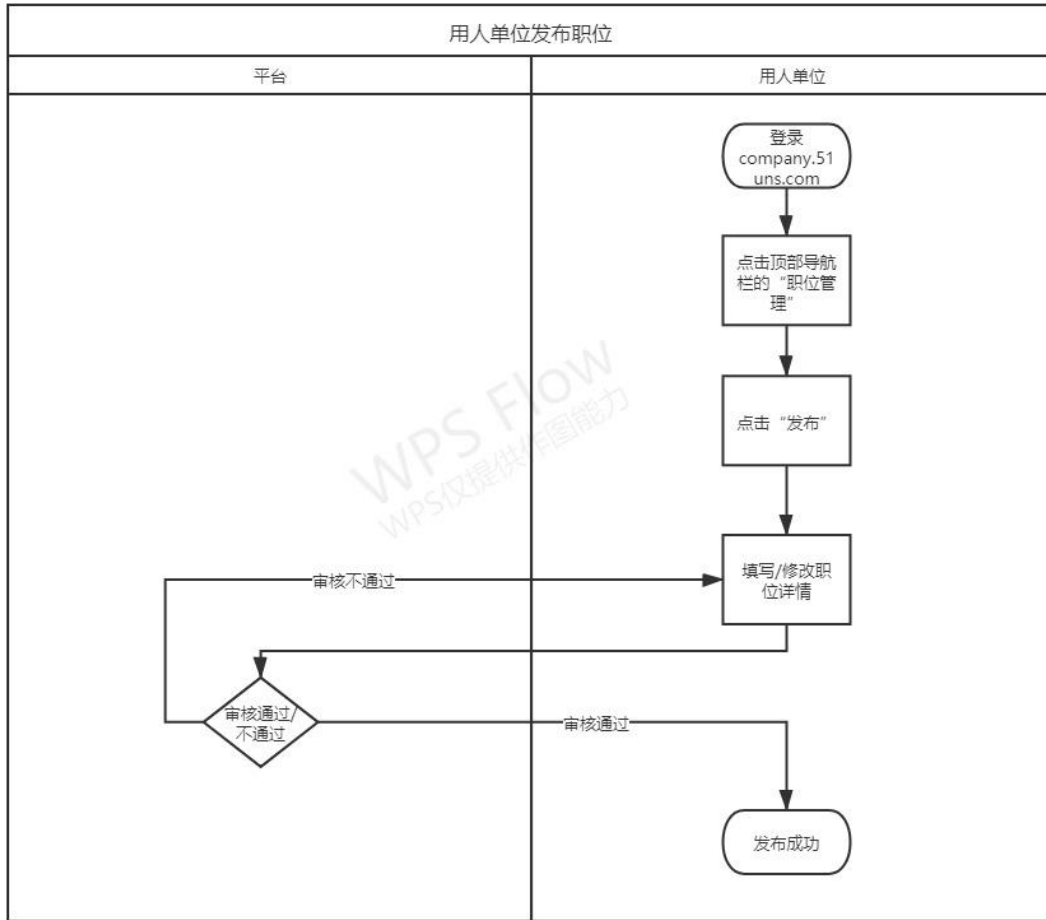 用人单位发布职位
平台
用人单位
登录
company.51
uns.com
点击顶部导航
栏的“职位管
理”
点击“发布”
WPS Flow
WPS仅提供作图能力
填写/修改职
位详情
审核不通过
审核通过/
不通过
审核通过
发布成功